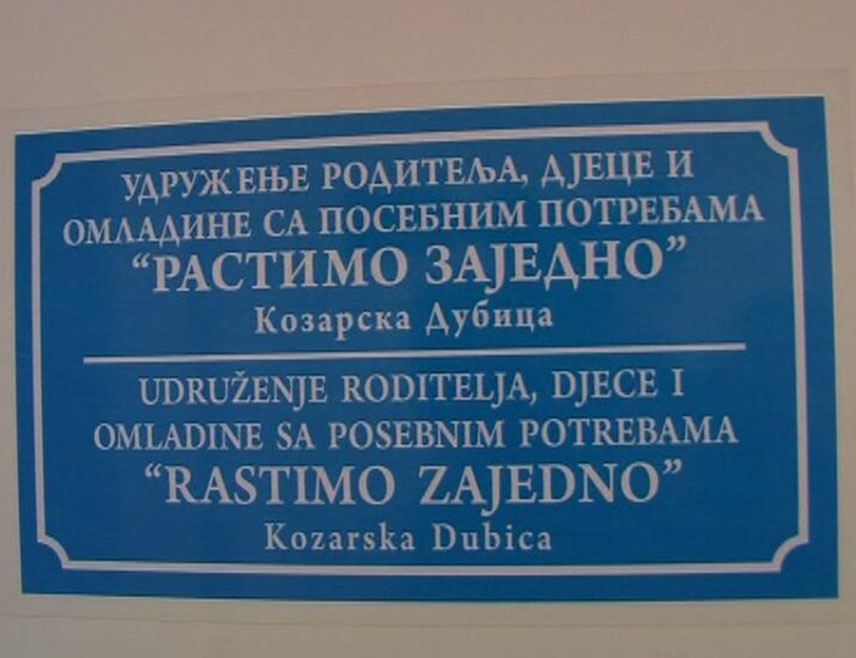 УДРУЖЕЊЕ РОДИТЕЉА, ДЈЕЦЕ И
ОМЛАДИНЕ СА ПОСЕБНИМ ПОТРЕБАМА
“РАСТИМО ЗАЈЕДНО”
Козарска Дубица
UDRUŽENJE RODITELJA, DJECE I
OMLADINE SA POSEBNIM POTREBAMA
“RASTIMO ZAJEDNO”
Kozarska Dubica